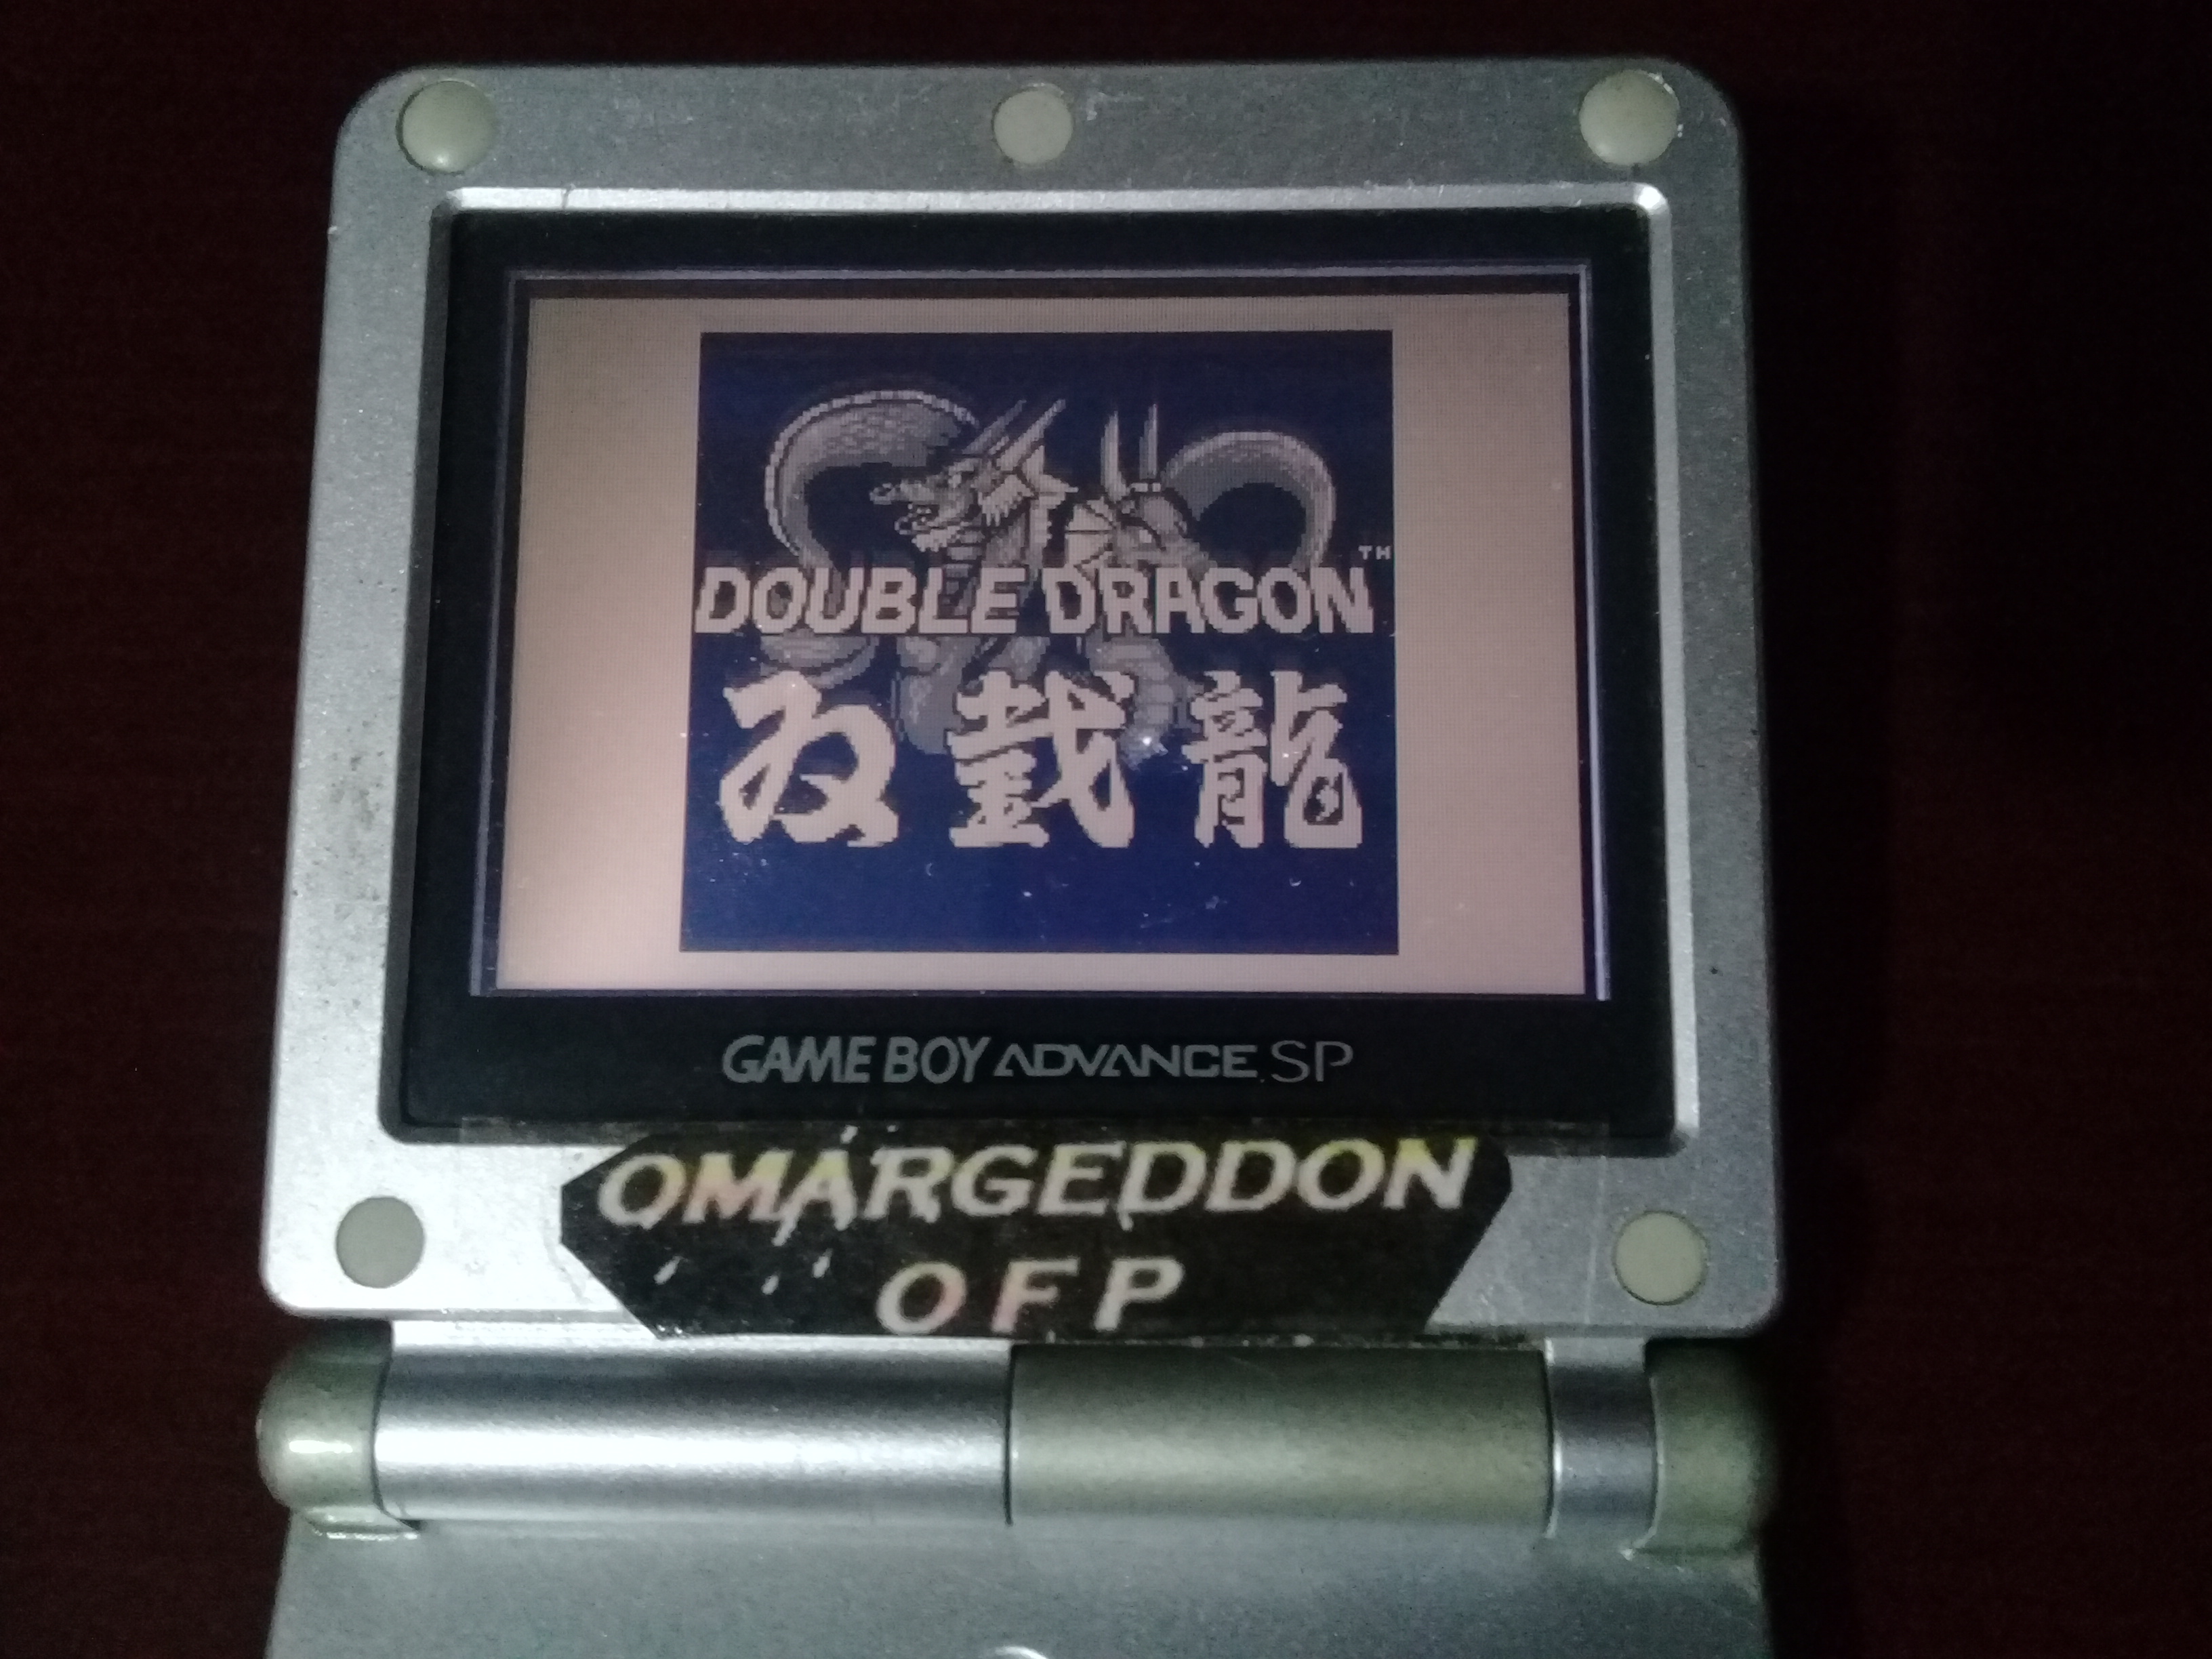 TM
DOUBLE DRAGON
双截龍
GAME BOY ADVANCE SP
OMARGEDDON
OFP